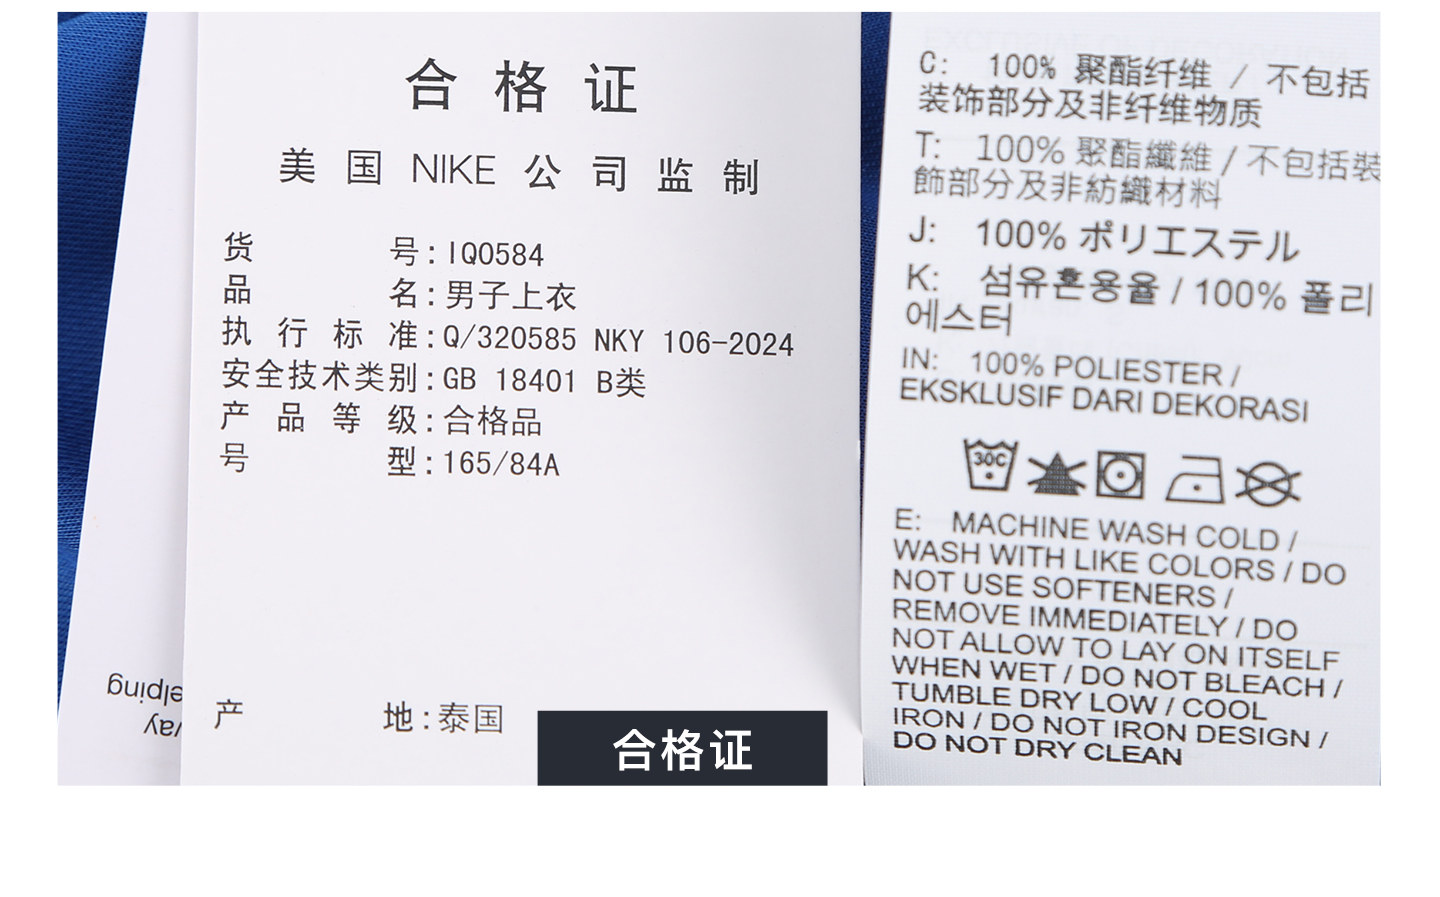 合格证
美国NIKE公司监制
货号:IQ0584
品名:男子上衣
执行标准:Q/320585 NKY 106-2024
安全技术类别:GB 18401 B类
产品等级:合格品
号型:165/84A
产地:泰国
合格证
elping
way
C: 100% 聚酯纤维 / 不包括
装饰部分及非纤维物质
T: 100% 聚酯纖維 / 不包括裝
飾部分及非紡織材料
J: 100% ポリエステル
K: 섬유혼용율 / 100% 폴리
에스터
IN: 100% POLIESTER /
EKSKLUSIF DARI DEKORASI
30C
E: MACHINE WASH COLD /
WASH WITH LIKE COLORS / DO
NOT USE SOFTENERS /
REMOVE IMMEDIATELY / DO
NOT ALLOW TO LAY ON ITSELF
WHEN WET / DO NOT BLEACH /
TUMBLE DRY LOW / COOL
IRON / DO NOT IRON DESIGN /
DO NOT DRY CLEAN